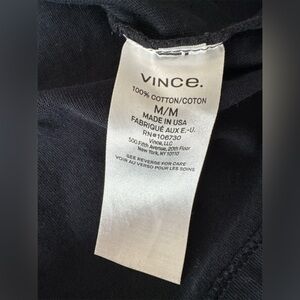 VINCE.
100% COTTON/COTON
M/M
MADE IN USA
FABRIQUÉ AUX E.-U.
RN#106730
Vince, LLC
500 Fifth Avenue, 20th Floor
New York, NY 10110
SEE REVERSE FOR CARE
VOIR AU VERSO POUR LES SOINS